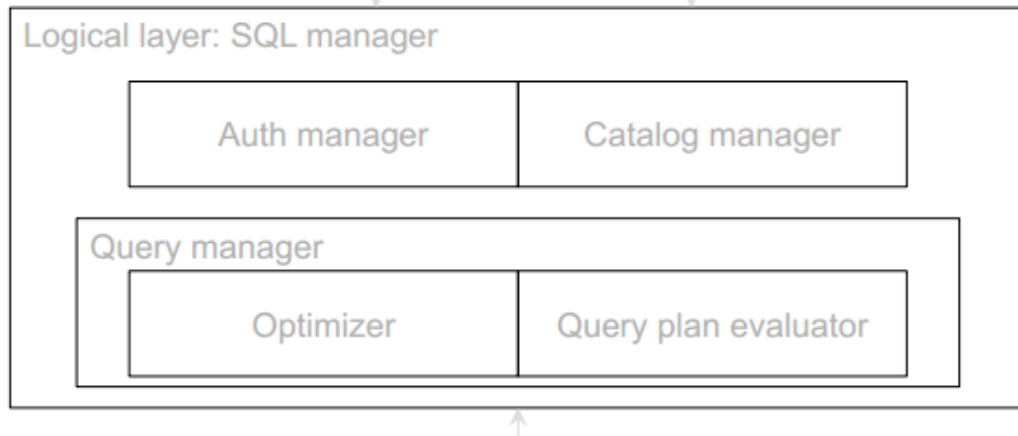 Logical layer: SQL manager
Auth manager
Catalog manager
Query manager
Optimizer
Query plan evaluator